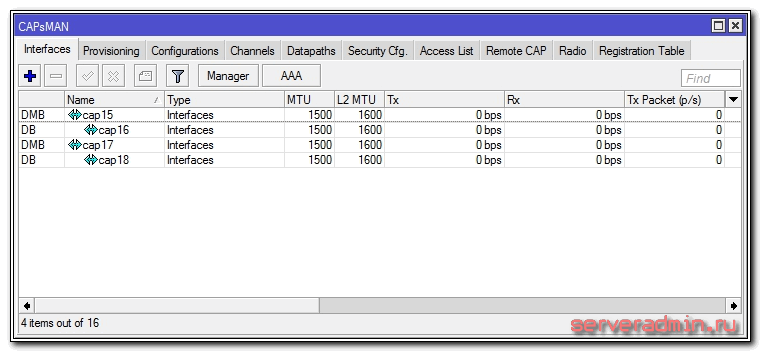 CAPsMAN
Interfaces Provisioning Configurations Channels Datapaths Security Cfg. Access List Remote CAP Radio Registration Table
Manager AAA Find
Name Type MTU L2 MTU Tx Rx Tx Packet (p/s)
DMB cap15 Interfaces 1500 1600 0 bps 0 bps 0
DB cap16 Interfaces 1500 1600 0 bps 0 bps 0
DMB cap17 Interfaces 1500 1600 0 bps 0 bps 0
DB cap18 Interfaces 1500 1600 0 bps 0 bps 0
4 items out of 16
serveradmin.ru